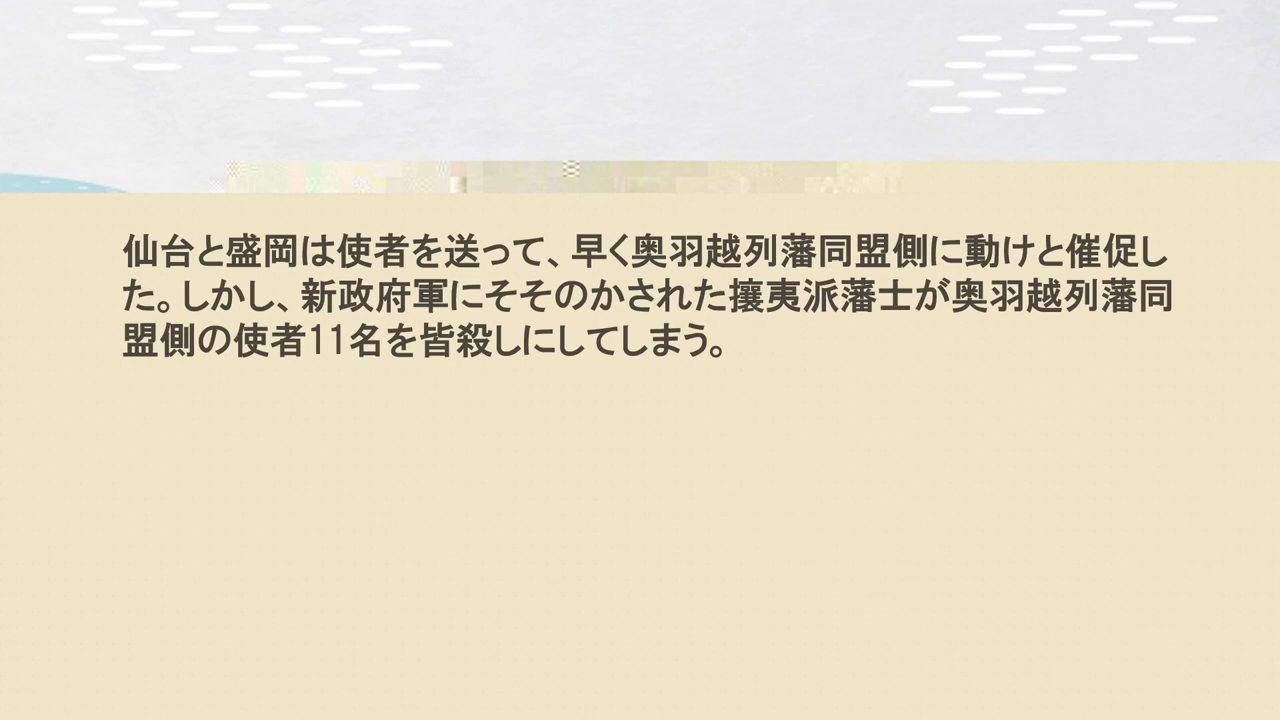 仙台と盛岡は使者を送って、早く奥羽越列藩同盟側に動けと催促し
た。しかし、新政府軍にそそのかされた攘夷派藩士が奥羽越列藩同
盟側の使者11名を皆殺しにしてしまう。